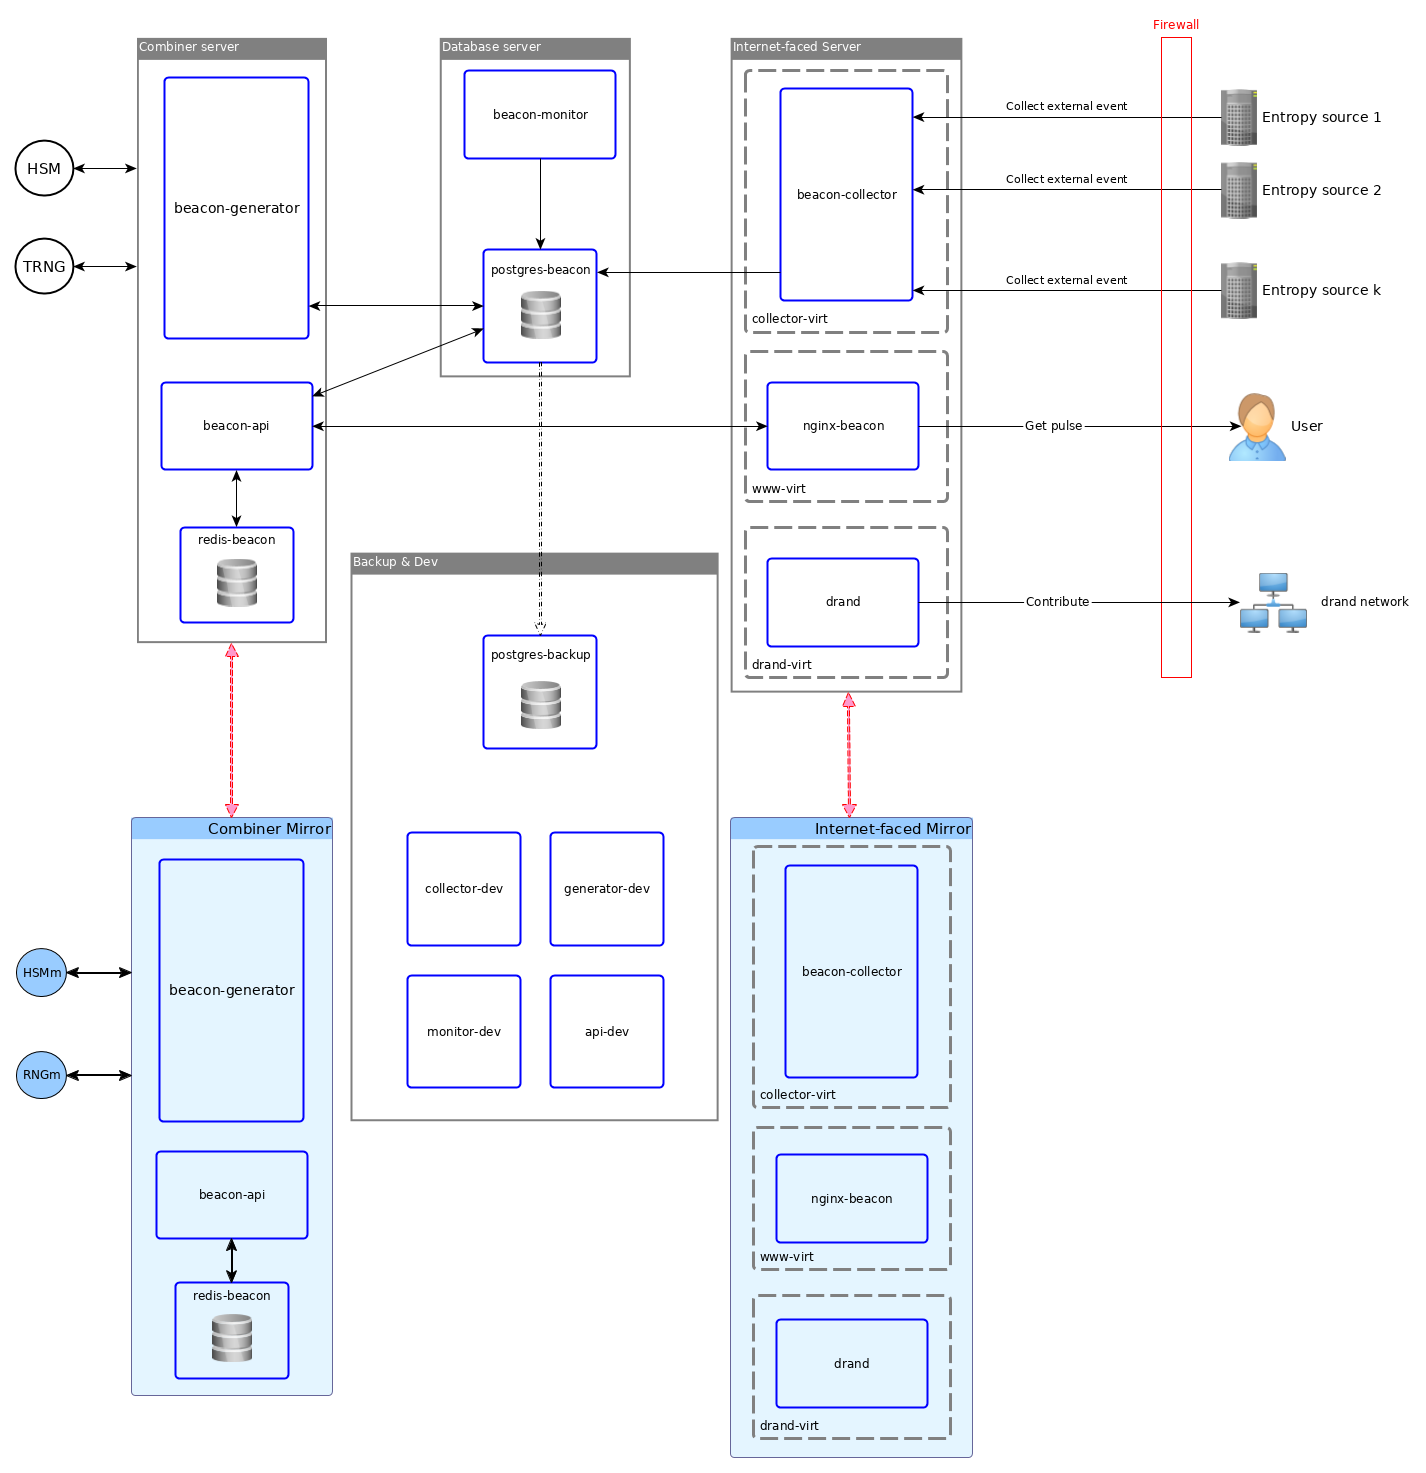 Firewall
Combiner server
beacon-generator
HSM
TRNG
beacon-api
redis-beacon
Database server
beacon-monitor
postgres-beacon
Internet-faced Server
beacon-collector
collector-virt
nginx-beacon
www-virt
drand
drand-virt
Collect external event
Entropy source 1
Collect external event
Entropy source 2
Collect external event
Entropy source k
Get pulse
User
Contribute
drand network
Backup & Dev
postgres-backup
collector-dev
generator-dev
monitor-dev
api-dev
Combiner Mirror
beacon-generator
HSMm
RNGm
beacon-api
redis-beacon
Internet-faced Mirror
beacon-collector
collector-virt
nginx-beacon
www-virt
drand
drand-virt